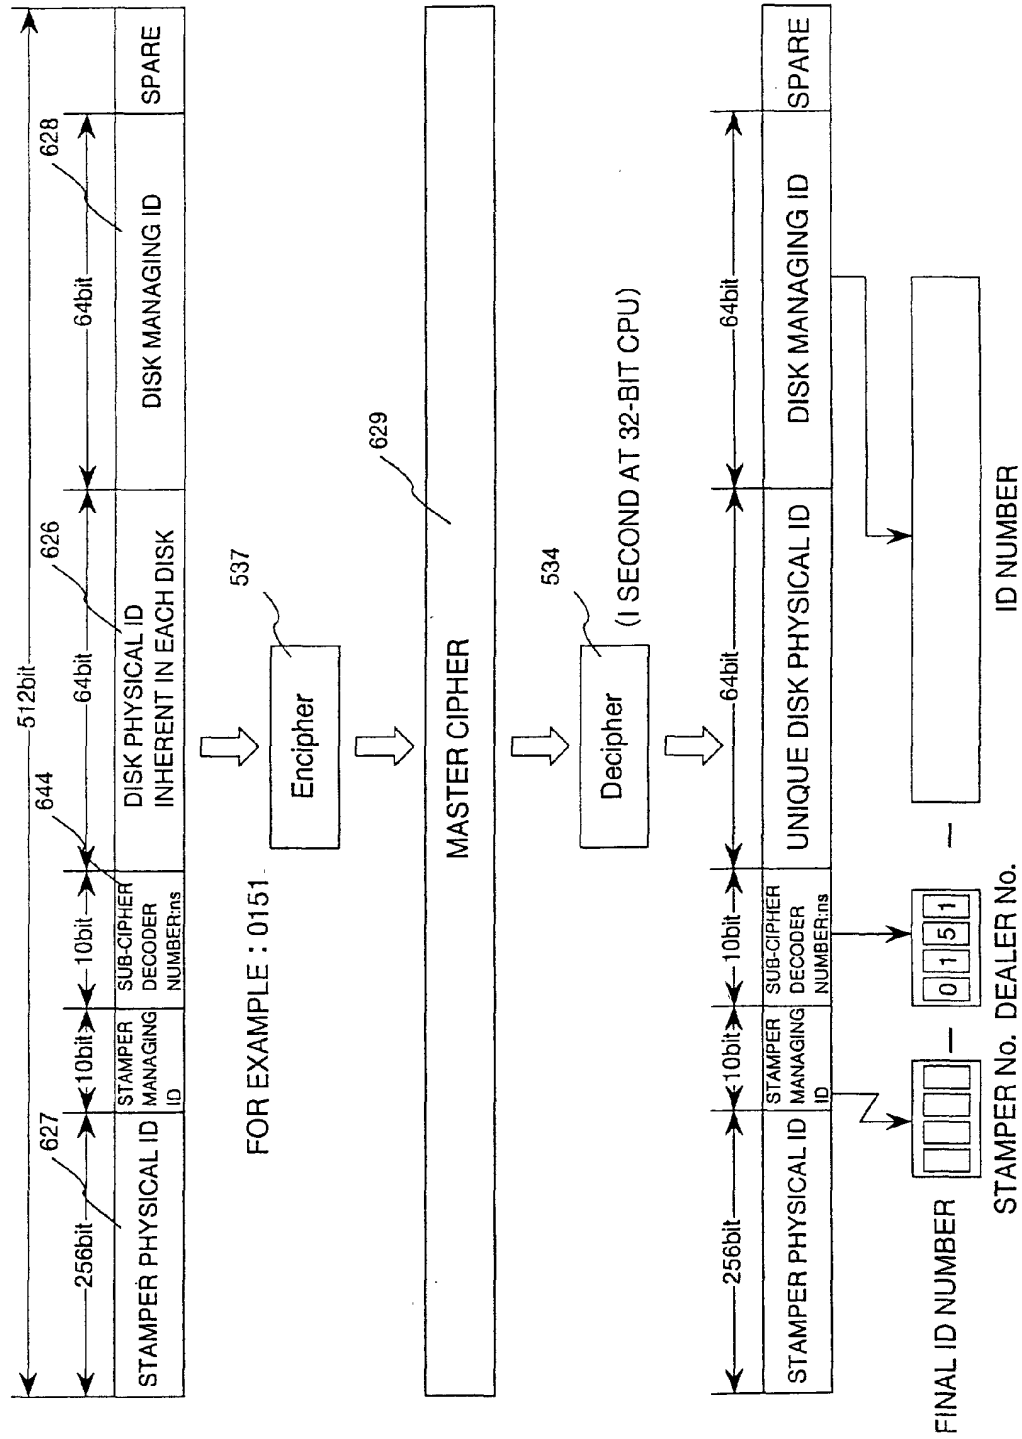 512bit
256bit
10bit
10bit
64bit
64bit
627
644
626
628
STAMPER PHYSICAL ID
STAMPER
MANAGING
ID
SUB-CIPHER
DECODER
NUMBER:ns
DISK PHYSICAL ID
INHERENT IN EACH DISK
DISK MANAGING ID
SPARE
FOR EXAMPLE : 0151
Encipher
537
MASTER CIPHER
629
Decipher
534
(I SECOND AT 32-BIT CPU)
256bit
10bit
10bit
64bit
64bit
STAMPER PHYSICAL ID
STAMPER
MANAGING
ID
SUB-CIPHER
DECODER
NUMBER:ns
UNIQUE DISK PHYSICAL ID
DISK MANAGING ID
SPARE
FINAL ID NUMBER
— 0 1 5 1 —
STAMPER No. DEALER No.
ID NUMBER